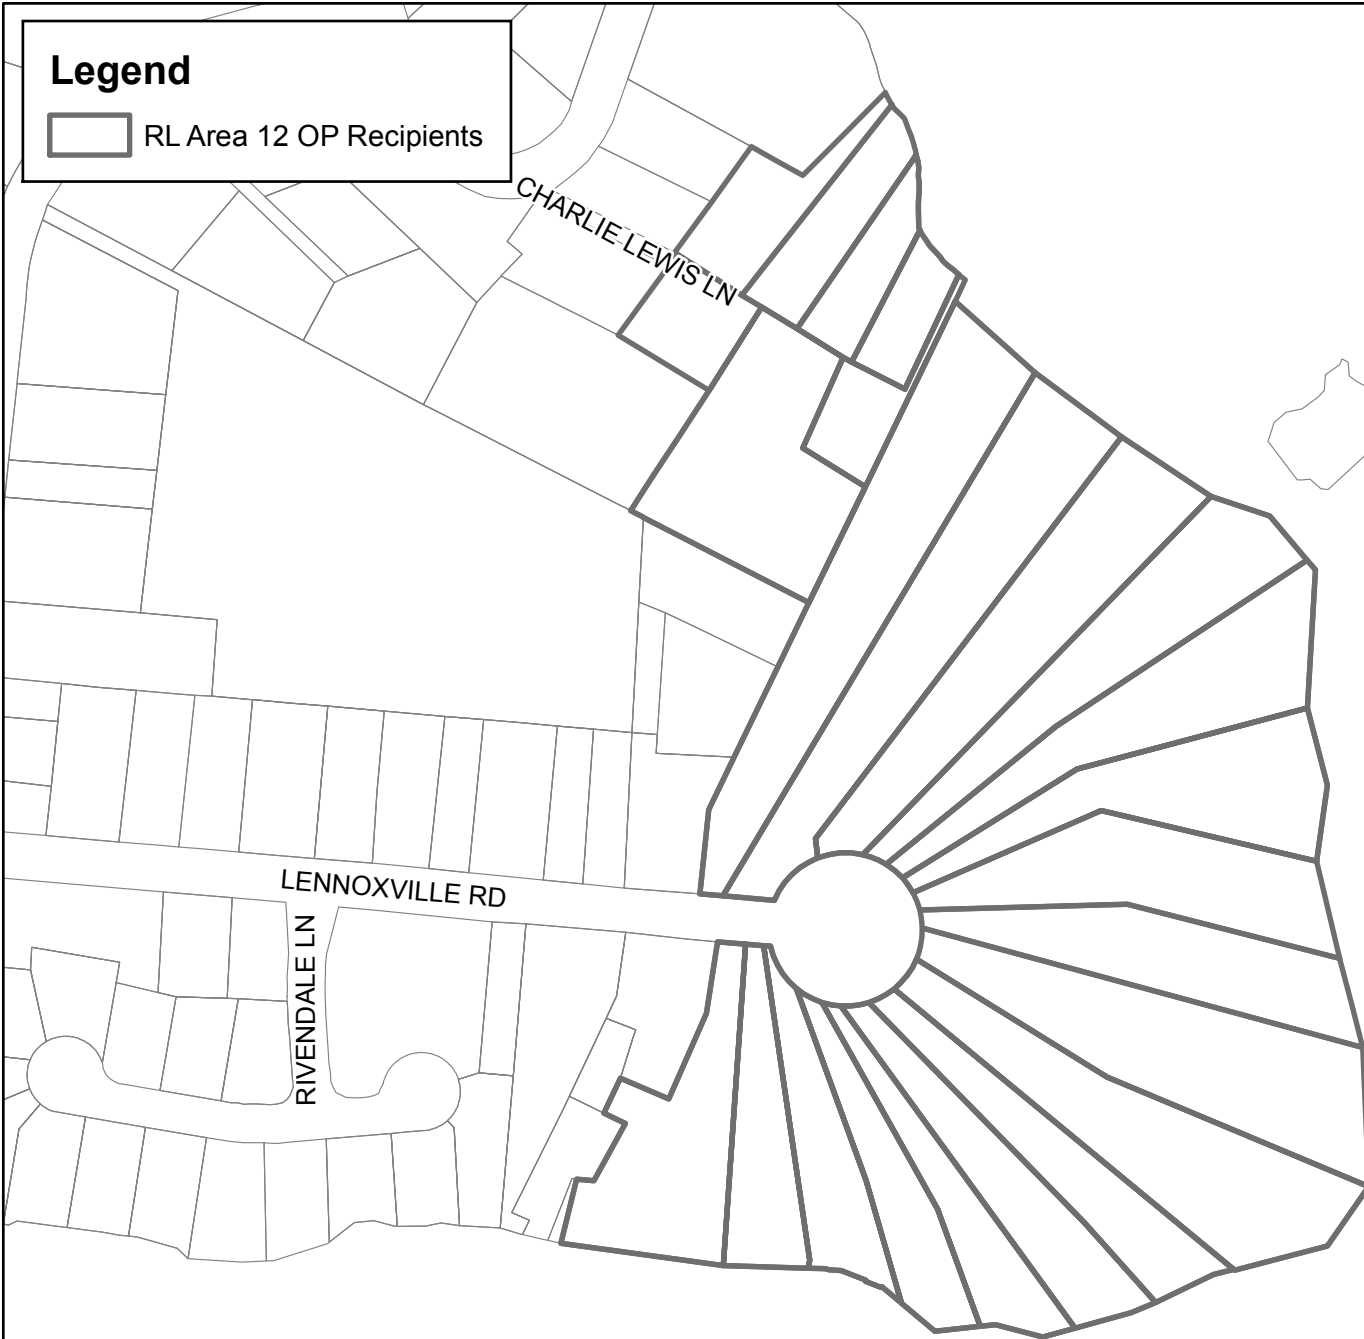 Legend
RL Area 12 OP Recipients
CHARLIE LEWIS LN
LENNOXVILLE RD
RIVENDALE LN